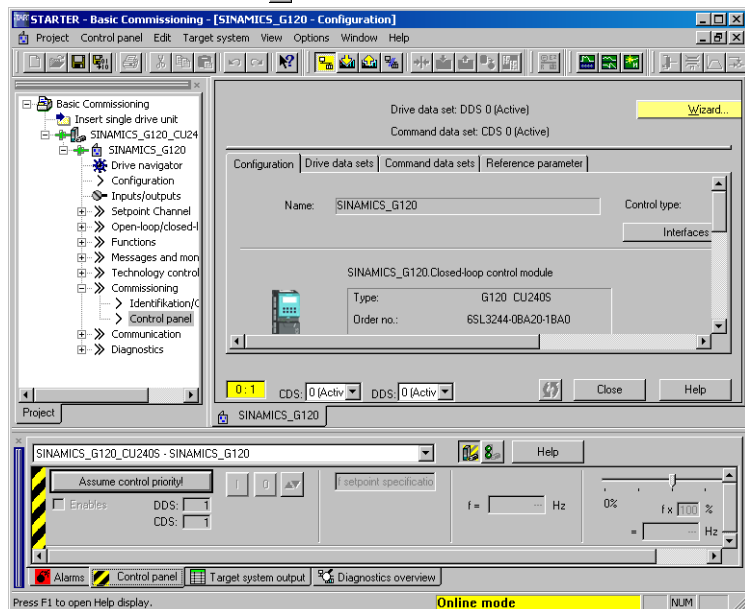 STARTER - Basic Commissioning - [SINAMICS_G120 - Configuration]
Project Control panel Edit Target system View Options Window Help
Basic Commissioning
Insert single drive unit
SINAMICS_G120_CU24
SINAMICS_G120
Drive navigator
Configuration
Inputs/outputs
Setpoint Channel
Open-loop/closed-l
Functions
Messages and mon
Technology control
Commissioning
Identifikation/
Control panel
Communication
Diagnostics
Project
Drive data set: DDS 0 (Active)
Wizard...
Command data set: CDS 0 (Active)
Configuration Drive data sets Command data sets Reference parameter
Name: SINAMICS_G120 Control type:
Interfaces
SINAMICS_G120.Closed-loop control module
Type: G120 CU240S
Order no.: 6SL3244-0BA20-1BA0
0 : 1 CDS: 0 (Activ DDS: 0 (Activ Close Help
SINAMICS_G120
SINAMICS_G120_CU240S - SINAMICS_G120 Help
Assume control priority! I 0 f setpoint specificatio
Enables DDS: 1 f = --- Hz 0% f x 100 %
CDS: 1 = --- Hz
Alarms Control panel Target system output Diagnostics overview
Press F1 to open Help display. Online mode NUM